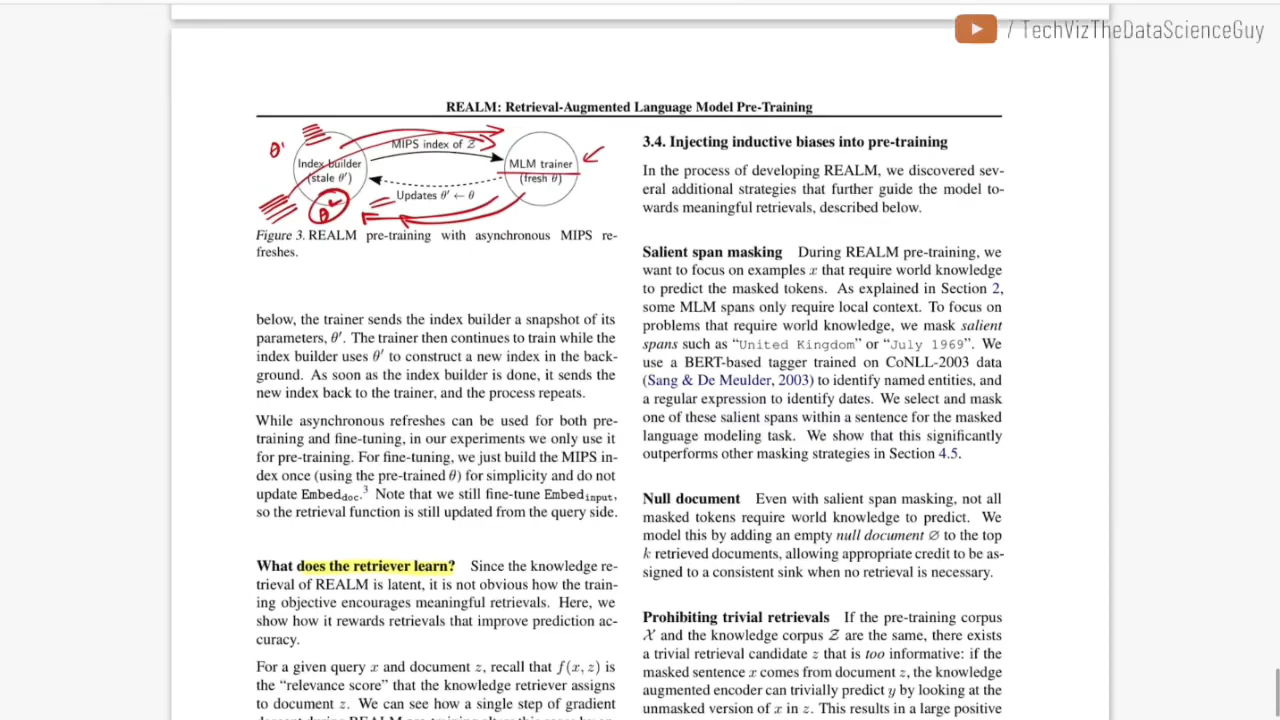 / TechVizTheDataScienceGuy
REALM: Retrieval-Augmented Language Model Pre-Training
θ'
Index builder
(stale θ')
MIPS index of Z
MLM trainer
(fresh θ)
Updates θ' ← θ
Figure 3. REALM pre-training with asynchronous MIPS re-
freshes.
below, the trainer sends the index builder a snapshot of its
parameters, θ′. The trainer then continues to train while the
index builder uses θ′ to construct a new index in the back-
ground. As soon as the index builder is done, it sends the
new index back to the trainer, and the process repeats.
While asynchronous refreshes can be used for both pre-
training and fine-tuning, in our experiments we only use it
for pre-training. For fine-tuning, we just build the MIPS in-
dex once (using the pre-trained θ) for simplicity and do not
update Embed_doc.³ Note that we still fine-tune Embed_input,
so the retrieval function is still updated from the query side.
What does the retriever learn? Since the knowledge re-
trieval of REALM is latent, it is not obvious how the train-
ing objective encourages meaningful retrievals. Here, we
show how it rewards retrievals that improve prediction ac-
curacy.
For a given query x and document z, recall that f(x, z) is
the “relevance score” that the knowledge retriever assigns
to document z. We can see how a single step of gradient
3.4. Injecting inductive biases into pre-training
In the process of developing REALM, we discovered sev-
eral additional strategies that further guide the model to-
wards meaningful retrievals, described below.
Salient span masking During REALM pre-training, we
want to focus on examples x that require world knowledge
to predict the masked tokens. As explained in Section 2,
some MLM spans only require local context. To focus on
problems that require world knowledge, we mask salient
spans such as “United Kingdom” or “July 1969”. We
use a BERT-based tagger trained on CoNLL-2003 data
(Sang & De Meulder, 2003) to identify named entities, and
a regular expression to identify dates. We select and mask
one of these salient spans within a sentence for the masked
language modeling task. We show that this significantly
outperforms other masking strategies in Section 4.5.
Null document Even with salient span masking, not all
masked tokens require world knowledge to predict. We
model this by adding an empty null document ∅ to the top
k retrieved documents, allowing appropriate credit to be as-
signed to a consistent sink when no retrieval is necessary.
Prohibiting trivial retrievals If the pre-training corpus
X and the knowledge corpus Z are the same, there exists
a trivial retrieval candidate z that is too informative: if the
masked sentence x comes from document z, the knowledge
augmented encoder can trivially predict y by looking at the
unmasked version of x in z. This results in a large positive